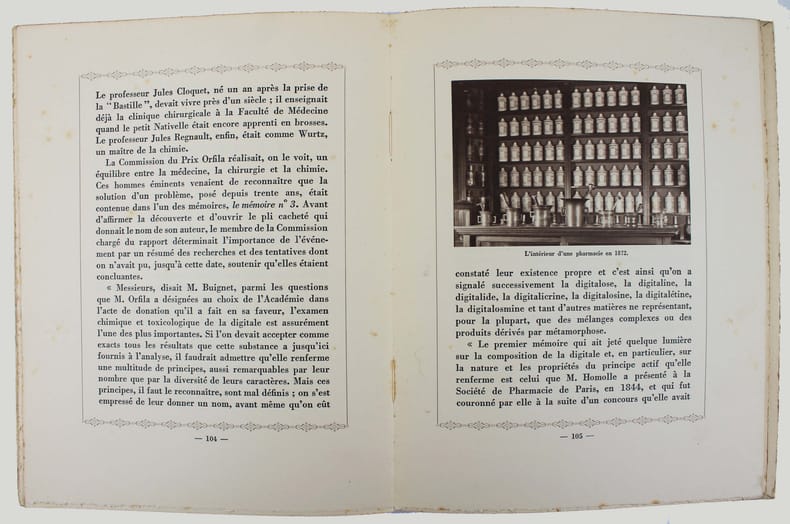 Le professeur Jules Cloquet, né un an après la prise de
la "Bastille", devait vivre près d'un siècle ; il enseignait
déjà la clinique chirurgicale à la Faculté de Médecine
quand le petit Nativelle était encore apprenti en brosses.
Le professeur Jules Regnault, enfin, était comme Wurtz,
un maître de la chimie.
La Commission du Prix Orfila réalisait, on le voit, un
équilibre entre la médecine, la chirurgie et la chimie.
Ces hommes éminents venaient de reconnaître que la
solution d'un problème, posé depuis trente ans, était
contenue dans l'un des mémoires, le mémoire n° 3. Avant
d'affirmer la découverte et d'ouvrir le pli cacheté qui
donnait le nom de son auteur, le membre de la Commission
chargé du rapport déterminait l'importance de l'événe-
ment par un résumé des recherches et des tentatives dont
on n'avait pu, jusqu'à cette date, soutenir qu'elles étaient
concluantes.
« Messieurs, disait M. Buignet, parmi les questions
que M. Orfila a désignées au choix de l'Académie dans
l'acte de donation qu'il a fait en sa faveur, l'examen
chimique et toxicologique de la digitale est assurément
l'une des plus importantes. Si l'on devait accepter comme
exacts tous les résultats que cette substance a jusqu'ici
fournis à l'analyse, il faudrait admettre qu'elle renferme
une multitude de principes, aussi remarquables par leur
nombre que par la diversité de leurs caractères. Mais ces
principes, il faut le reconnaître, sont mal définis ; on s'est
empressé de leur donner un nom, avant même qu'on eût
— 104 —
L'intérieur d'une pharmacie en 1872.
constaté leur existence propre et c'est ainsi qu'on a
signalé successivement la digitalose, la digitaline, la
digitalide, la digitalicrine, la digitalosine, la digitalétine,
la digitalosmine et tant d'autres matières ne représentant,
pour la plupart, que des mélanges complexes ou des
produits dérivés par métamorphose.
« Le premier mémoire qui ait jeté quelque lumière
sur la composition de la digitale et, en particulier, sur
la nature et les propriétés du principe actif qu'elle
renferme est celui que M. Homolle a présenté à la
Société de Pharmacie de Paris, en 1844, et qui fut
couronné par elle à la suite d'un concours qu'elle avait
— 105 —